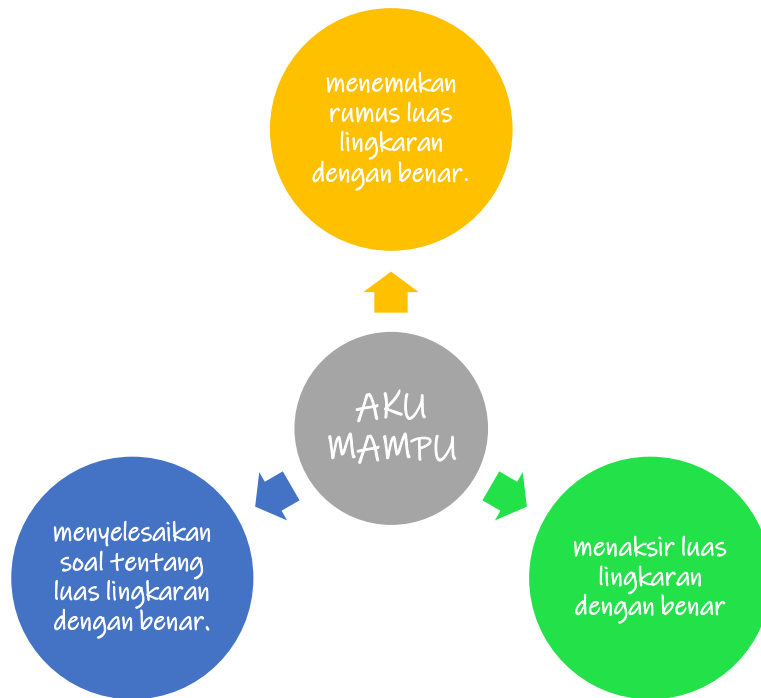 menemukan
rumus luas
lingkaran
dengan benar.
AKU
MAMPU
menyelesaikan
soal tentang
luas lingkaran
dengan benar.
menaksir luas
lingkaran
dengan benar